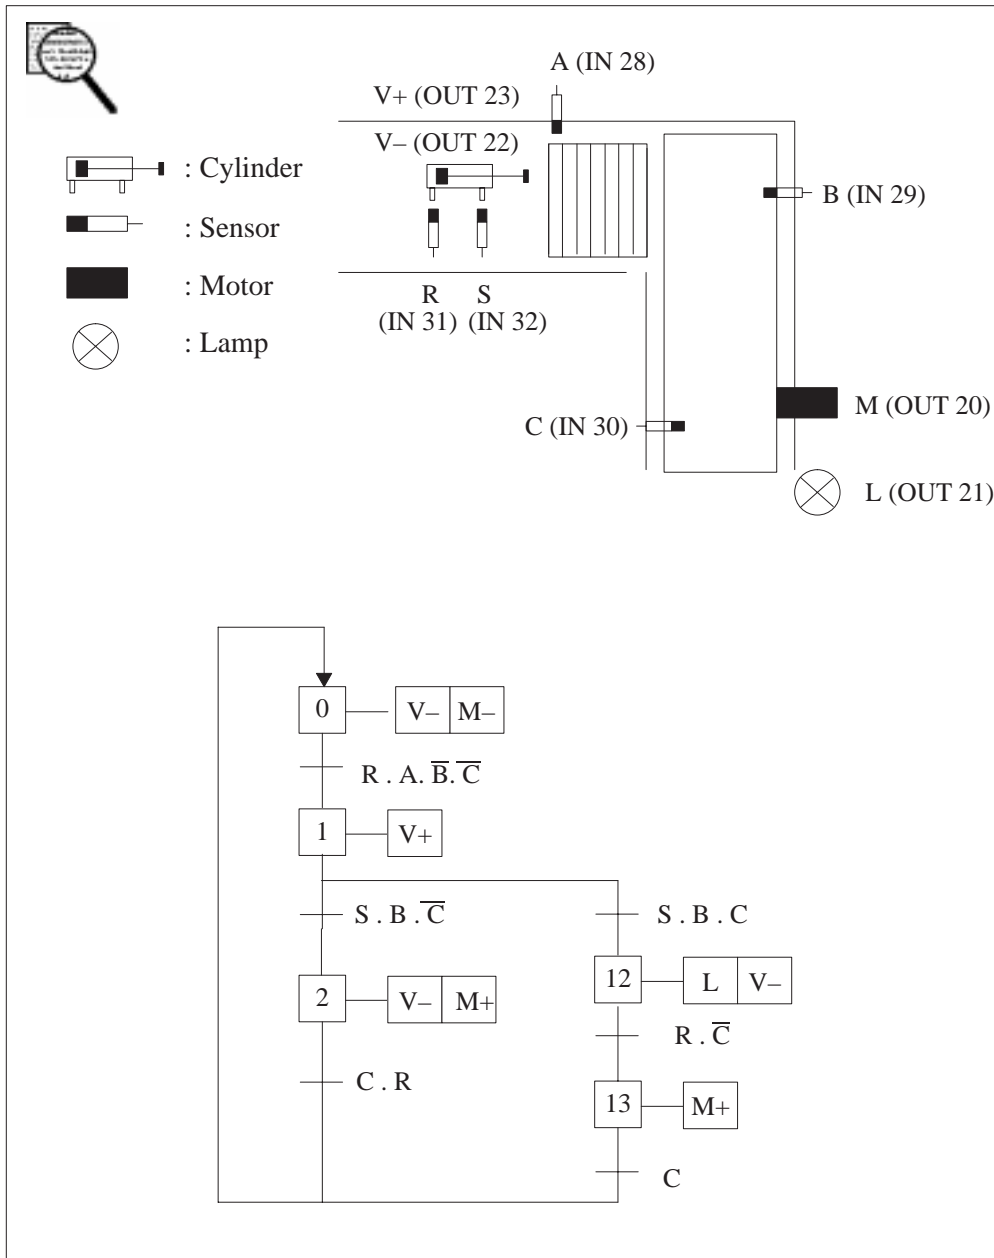 A (IN 28)
V+ (OUT 23)
V– (OUT 22)
: Cylinder
B (IN 29)
: Sensor
: Motor
R
S
(IN 31)
(IN 32)
: Lamp
M (OUT 20)
C (IN 30)
L (OUT 21)
0
V–
M–
R . A. B̅. C̅
1
V+
S . B . C̅
S . B . C
2
V–
M+
12
L
V–
R . C̅
C . R
13
M+
C